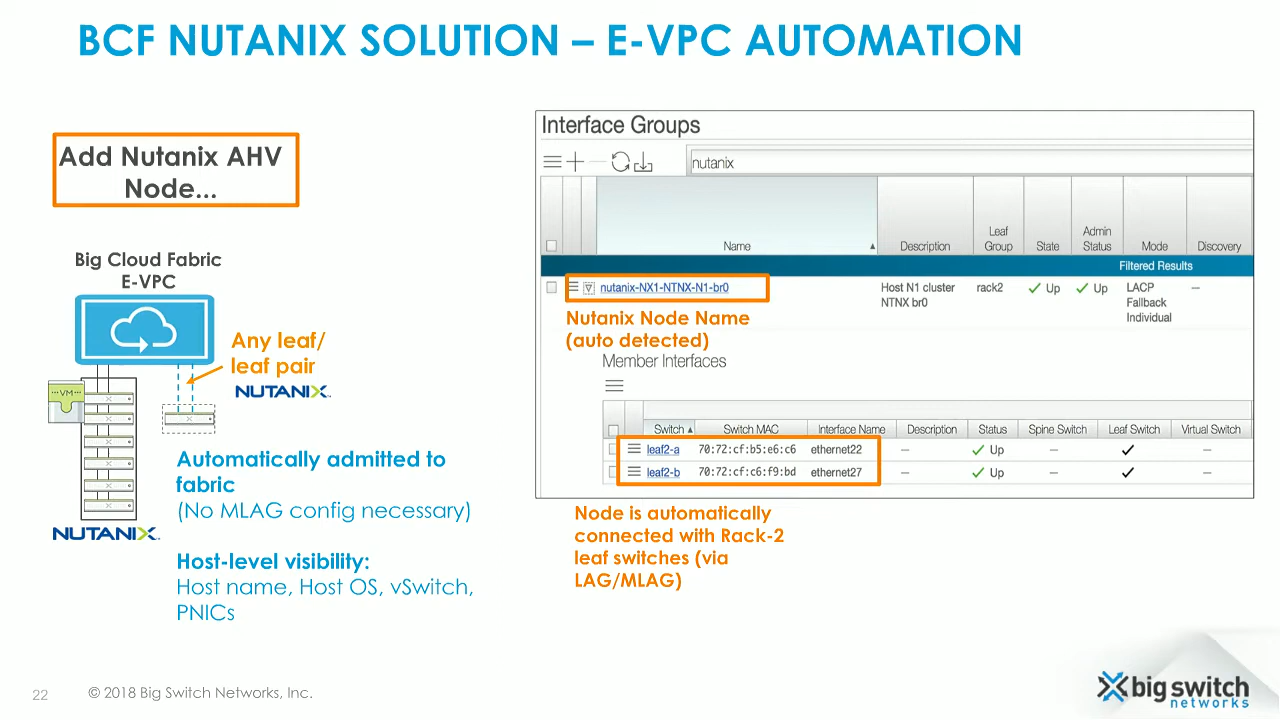 BCF NUTANIX SOLUTION – E-VPC AUTOMATION
Add Nutanix AHV
Node...
Big Cloud Fabric
E-VPC
Any leaf/
leaf pair
NUTANIX
VM
NUTANIX
Automatically admitted to
fabric
(No MLAG config necessary)
Host-level visibility:
Host name, Host OS, vSwitch,
PNICs
Interface Groups
nutanix
Name Description Leaf Group State Admin Status Mode Discovery
Filtered Results
nutanix-NX1-NTNX-N1-br0 Host N1 cluster rack2 Up Up LACP –
NTNX br0 Fallback
Individual
Nutanix Node Name
(auto detected)
Member Interfaces
Switch Switch MAC Interface Name Description Status Spine Switch Leaf Switch Virtual Switch
leaf2-a 70:72:cf:b5:e6:c6 ethernet22 – Up – ✓ –
leaf2-b 70:72:cf:c6:f9:bd ethernet27 – Up – ✓ –
Node is automatically
connected with Rack-2
leaf switches (via
LAG/MLAG)
22 © 2018 Big Switch Networks, Inc.
big switch
networks